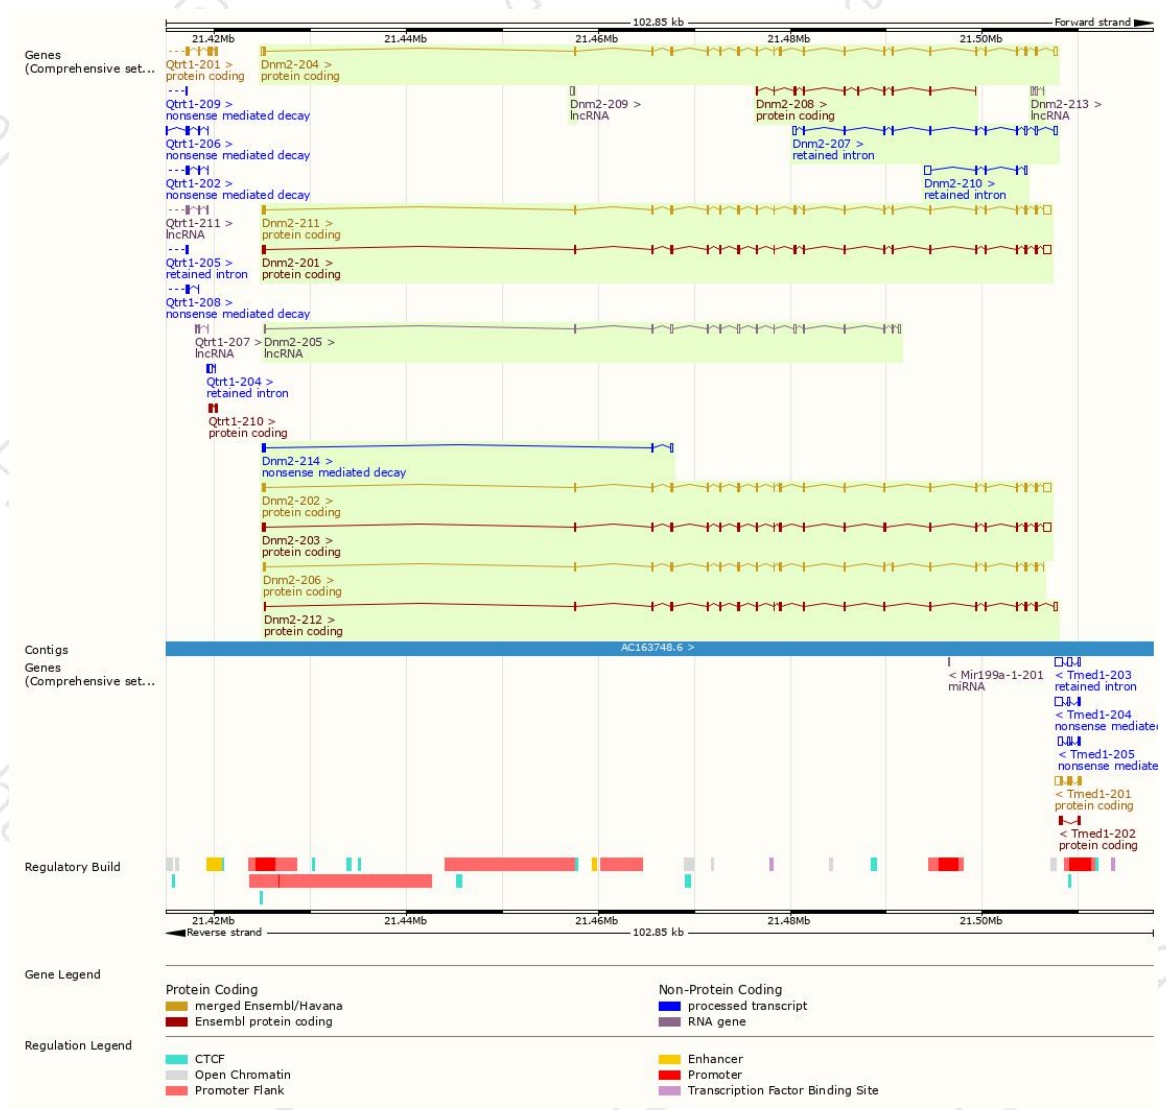 102.85 kb
Forward strand
21.42Mb 21.44Mb 21.46Mb 21.48Mb 21.50Mb
Genes
(Comprehensive set...
Qtrt1-201 >
protein coding
Dnm2-204 >
protein coding
Qtrt1-209 >
nonsense mediated decay
Dnm2-209 >
lncRNA
Dnm2-208 >
protein coding
Dnm2-213 >
lncRNA
Qtrt1-206 >
nonsense mediated decay
Dnm2-207 >
retained intron
Qtrt1-202 >
nonsense mediated decay
Dnm2-210 >
retained intron
Qtrt1-211 >
lncRNA
Dnm2-211 >
protein coding
Qtrt1-205 >
retained intron
Dnm2-201 >
protein coding
Qtrt1-208 >
nonsense mediated decay
Qtrt1-207 >
lncRNA
Dnm2-205 >
lncRNA
Qtrt1-204 >
retained intron
Qtrt1-210 >
protein coding
Dnm2-214 >
nonsense mediated decay
Dnm2-202 >
protein coding
Dnm2-203 >
protein coding
Dnm2-206 >
protein coding
Dnm2-212 >
protein coding
Contigs
AC163748.6 >
Genes
(Comprehensive set...
< Mir199a-1-201
miRNA
< Tmed1-203
retained intron
< Tmed1-204
nonsense mediate
< Tmed1-205
nonsense mediate
< Tmed1-201
protein coding
< Tmed1-202
protein coding
Regulatory Build
21.42Mb 21.44Mb 21.46Mb 21.48Mb 21.50Mb
Reverse strand
102.85 kb
Gene Legend
Protein Coding
merged Ensembl/Havana
Ensembl protein coding
Non-Protein Coding
processed transcript
RNA gene
Regulation Legend
CTCF
Open Chromatin
Promoter Flank
Enhancer
Promoter
Transcription Factor Binding Site